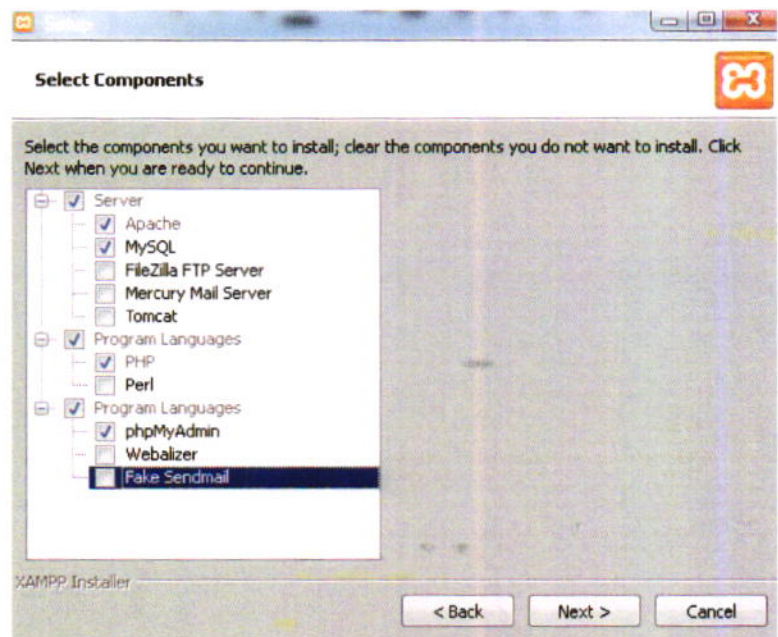 Select Components
Select the components you want to install; clear the components you do not want to install. Click
Next when you are ready to continue.
Server
Apache
MySQL
FileZilla FTP Server
Mercury Mail Server
Tomcat
Program Languages
PHP
Perl
Program Languages
phpMyAdmin
Webalizer
Fake Sendmail
XAMPP Installer
< Back
Next >
Cancel